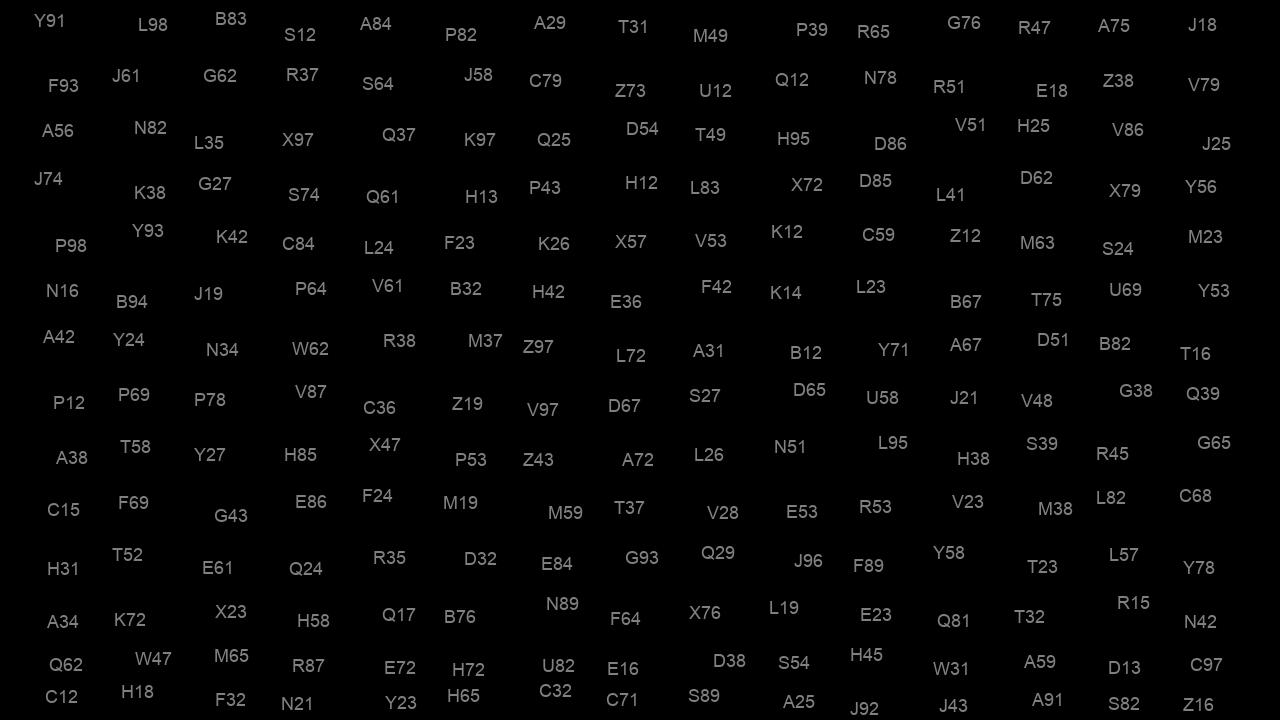 Y91 L98 B83 S12 A84 P82 A29 T31 M49 P39 R65 G76 R47 A75 J18
F93 J61 G62 R37 S64 J58 C79 Z73 U12 Q12 N78 R51 E18 Z38 V79
A56 N82 L35 X97 Q37 K97 Q25 D54 T49 H95 D86 V51 H25 V86 J25
J74 K38 G27 S74 Q61 H13 P43 H12 L83 X72 D85 L41 D62 X79 Y56
P98 Y93 K42 C84 L24 F23 K26 X57 V53 K12 C59 Z12 M63 S24 M23
N16 B94 J19 P64 V61 B32 H42 E36 F42 K14 L23 B67 T75 U69 Y53
A42 Y24 N34 W62 R38 M37 Z97 L72 A31 B12 Y71 A67 D51 B82 T16
P12 P69 P78 V87 C36 Z19 V97 D67 S27 D65 U58 J21 V48 G38 Q39
A38 T58 Y27 H85 X47 P53 Z43 A72 L26 N51 L95 H38 S39 R45 G65
C15 F69 G43 E86 F24 M19 M59 T37 V28 E53 R53 V23 M38 L82 C68
H31 T52 E61 Q24 R35 D32 E84 G93 Q29 J96 F89 Y58 T23 L57 Y78
A34 K72 X23 H58 Q17 B76 N89 F64 X76 L19 E23 Q81 T32 R15 N42
Q62 W47 M65 R87 E72 H72 U82 E16 D38 S54 H45 W31 A59 D13 C97
C12 H18 F32 N21 Y23 H65 C32 C71 S89 A25 J92 J43 A91 S82 Z16